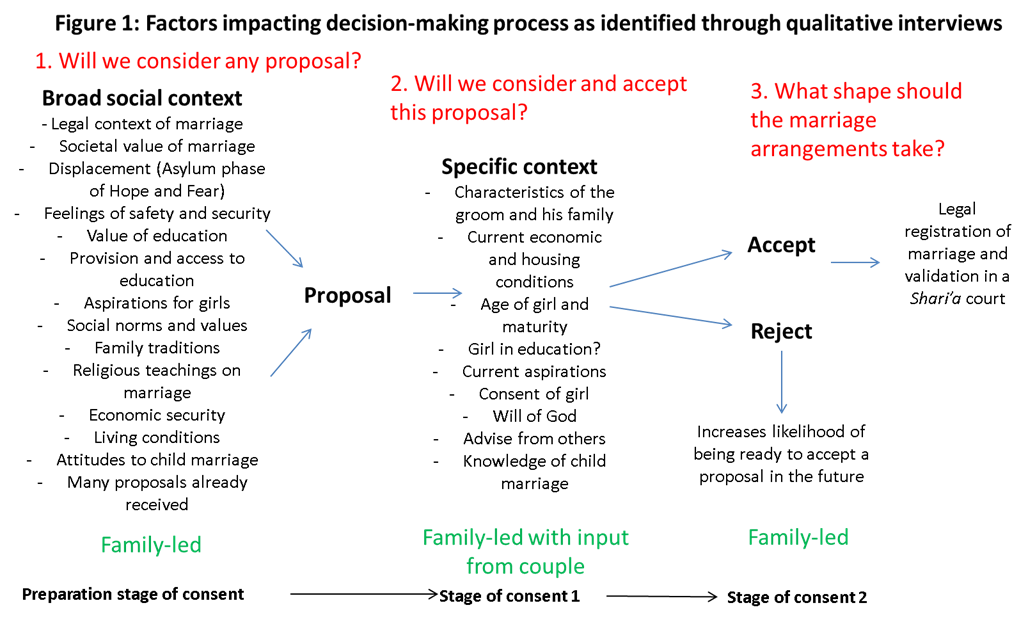 Figure 1: Factors impacting decision-making process as identified through qualitative interviews
1. Will we consider any proposal?
Broad social context
- Legal context of marriage
- Societal value of marriage
- Displacement (Asylum phase
of Hope and Fear)
- Feelings of safety and security
- Value of education
- Provision and access to
education
- Aspirations for girls
- Social norms and values
- Family traditions
- Religious teachings on
marriage
- Economic security
- Living conditions
- Attitudes to child marriage
- Many proposals already
received
Family-led
Preparation stage of consent
Proposal
2. Will we consider and accept
this proposal?
Specific context
- Characteristics of the
groom and his family
- Current economic
and housing
conditions
- Age of girl and
maturity
- Girl in education?
- Current aspirations
- Consent of girl
- Will of God
- Advise from others
- Knowledge of child
marriage
Family-led with input
from couple
Stage of consent 1
3. What shape should
the marriage
arrangements take?
Accept
Legal
registration of
marriage and
validation in a
Shari’a court
Reject
Increases likelihood of
being ready to accept a
proposal in the future
Family-led
Stage of consent 2